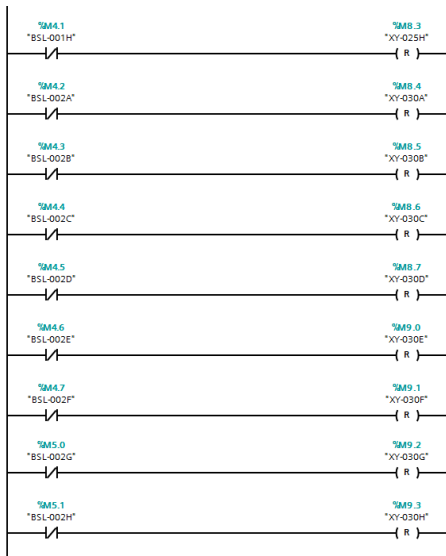 %M4.1 %M8.3
"BSL-001H" "XY-025H"
R
%M4.2 %M8.4
"BSL-002A" "XY-030A"
R
%M4.3 %M8.5
"BSL-002B" "XY-030B"
R
%M4.4 %M8.6
"BSL-002C" "XY-030C"
R
%M4.5 %M8.7
"BSL-002D" "XY-030D"
R
%M4.6 %M9.0
"BSL-002E" "XY-030E"
R
%M4.7 %M9.1
"BSL-002F" "XY-030F"
R
%M5.0 %M9.2
"BSL-002G" "XY-030G"
R
%M5.1 %M9.3
"BSL-002H" "XY-030H"
R